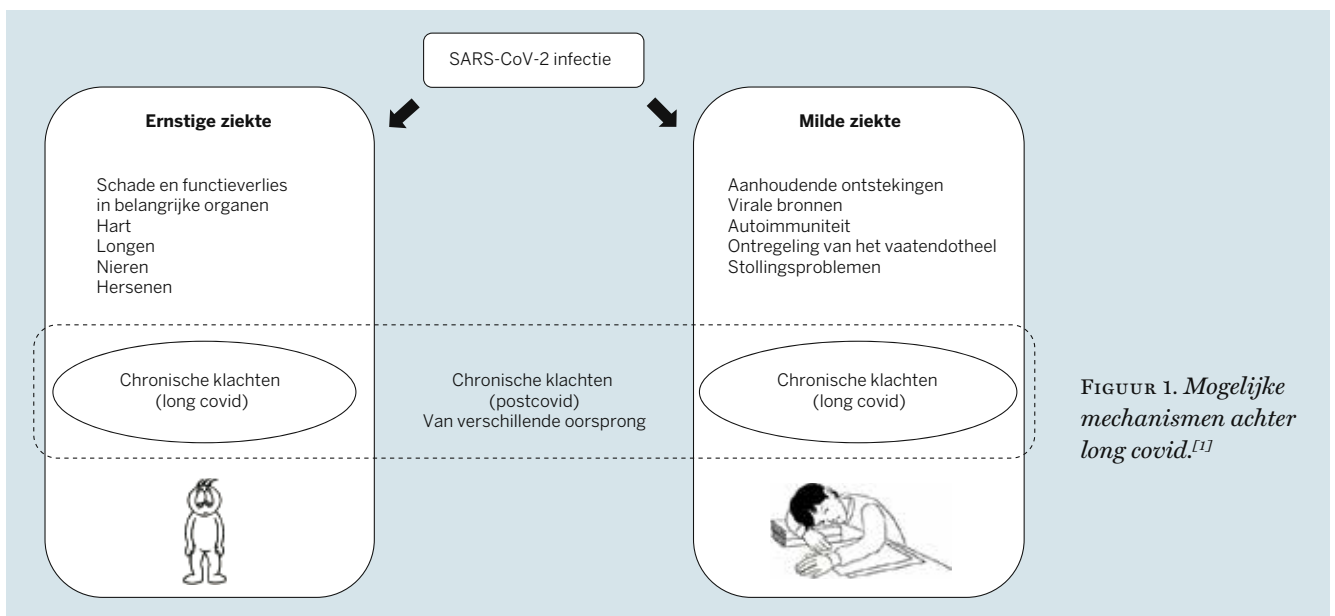 SARS-CoV-2 infectie
Ernstige ziekte
Schade en functieverlies
in belangrijke organen
Hart
Longen
Nieren
Hersenen
Milde ziekte
Aanhoudende ontstekingen
Virale bronnen
Autoimmuniteit
Ontregeling van het vaatendotheel
Stollingsproblemen
Chronische klachten
(long covid)
Chronische klachten
(postcovid)
Van verschillende oorsprong
Chronische klachten
(long covid)
FIGUUR 1. Mogelijke
mechanismen achter
long covid.[1]